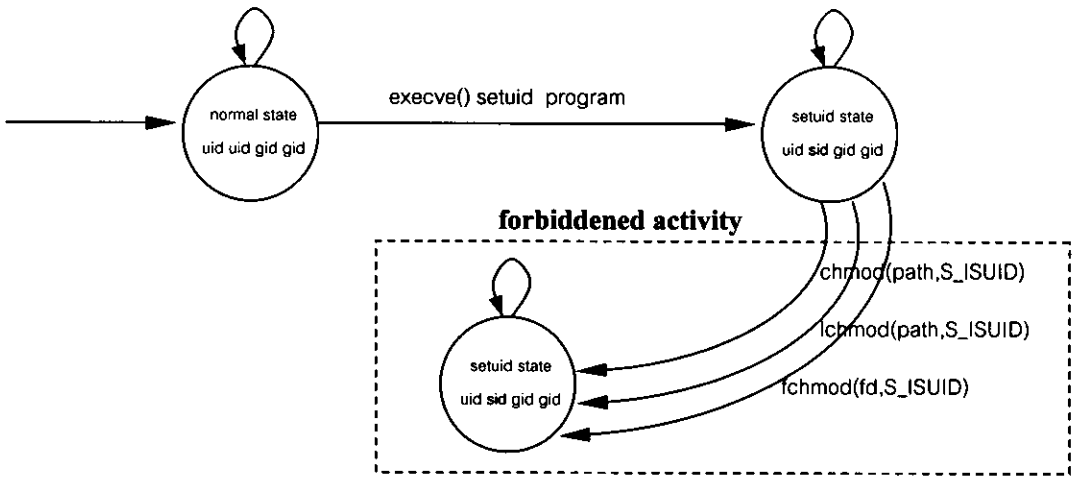 normal state
uid uid gid gid
execve() setuid program
setuid state
uid sid gid gid
forbiddened activity
chmod(path,S_ISUID)
lchmod(path,S_ISUID)
fchmod(fd,S_ISUID)
setuid state
uid sid gid gid